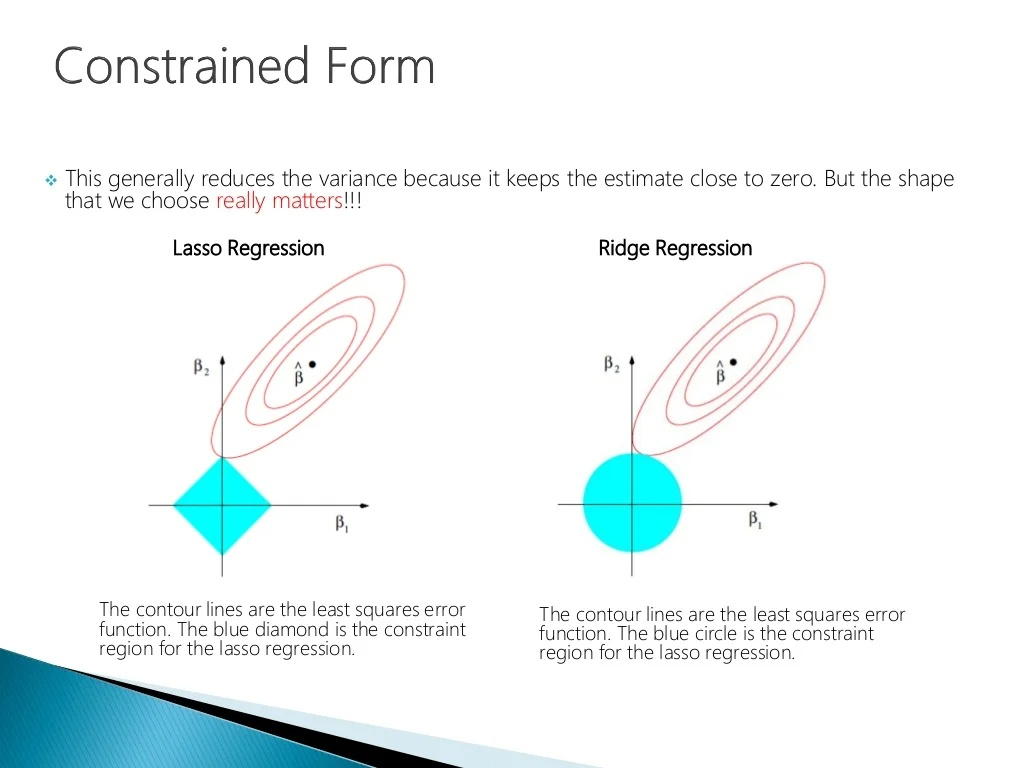 Constrained Form
❖ This generally reduces the variance because it keeps the estimate close to zero. But the shape
that we choose really matters!!!
Lasso Regression
β₂
β̂
β₁
The contour lines are the least squares error
function. The blue diamond is the constraint
region for the lasso regression.
Ridge Regression
β₂
β̂
β₁
The contour lines are the least squares error
function. The blue circle is the constraint
region for the lasso regression.